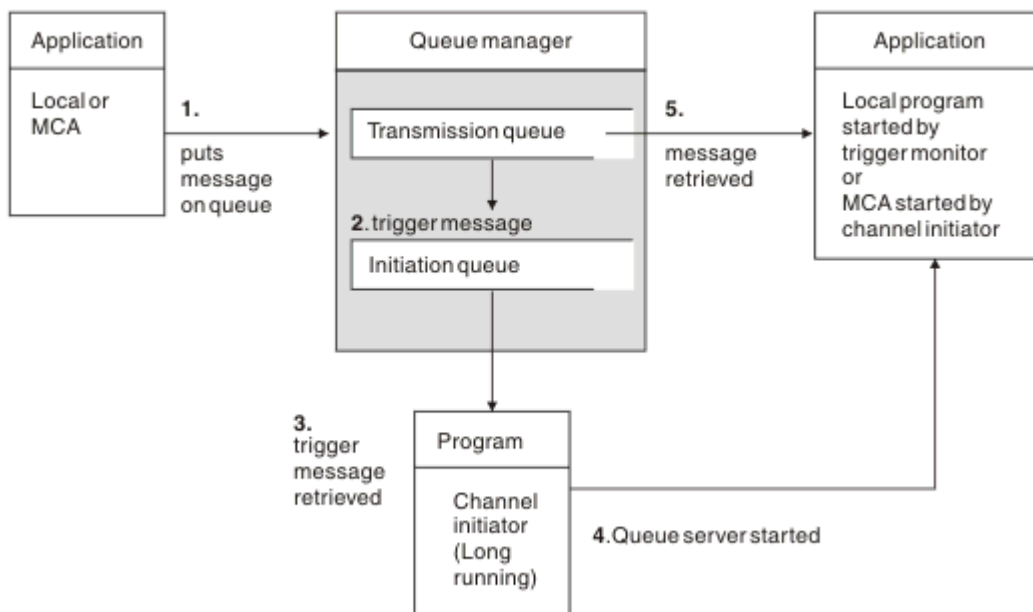 Application
Local or
MCA
1.
puts
message
on queue
Queue manager
Transmission queue
2. trigger message
Initiation queue
5.
message
retrieved
Application
Local program
started by
trigger monitor
or
MCA started by
channel initiator
3.
trigger
message
retrieved
Program
Channel
initiator
(Long
running)
4. Queue server started